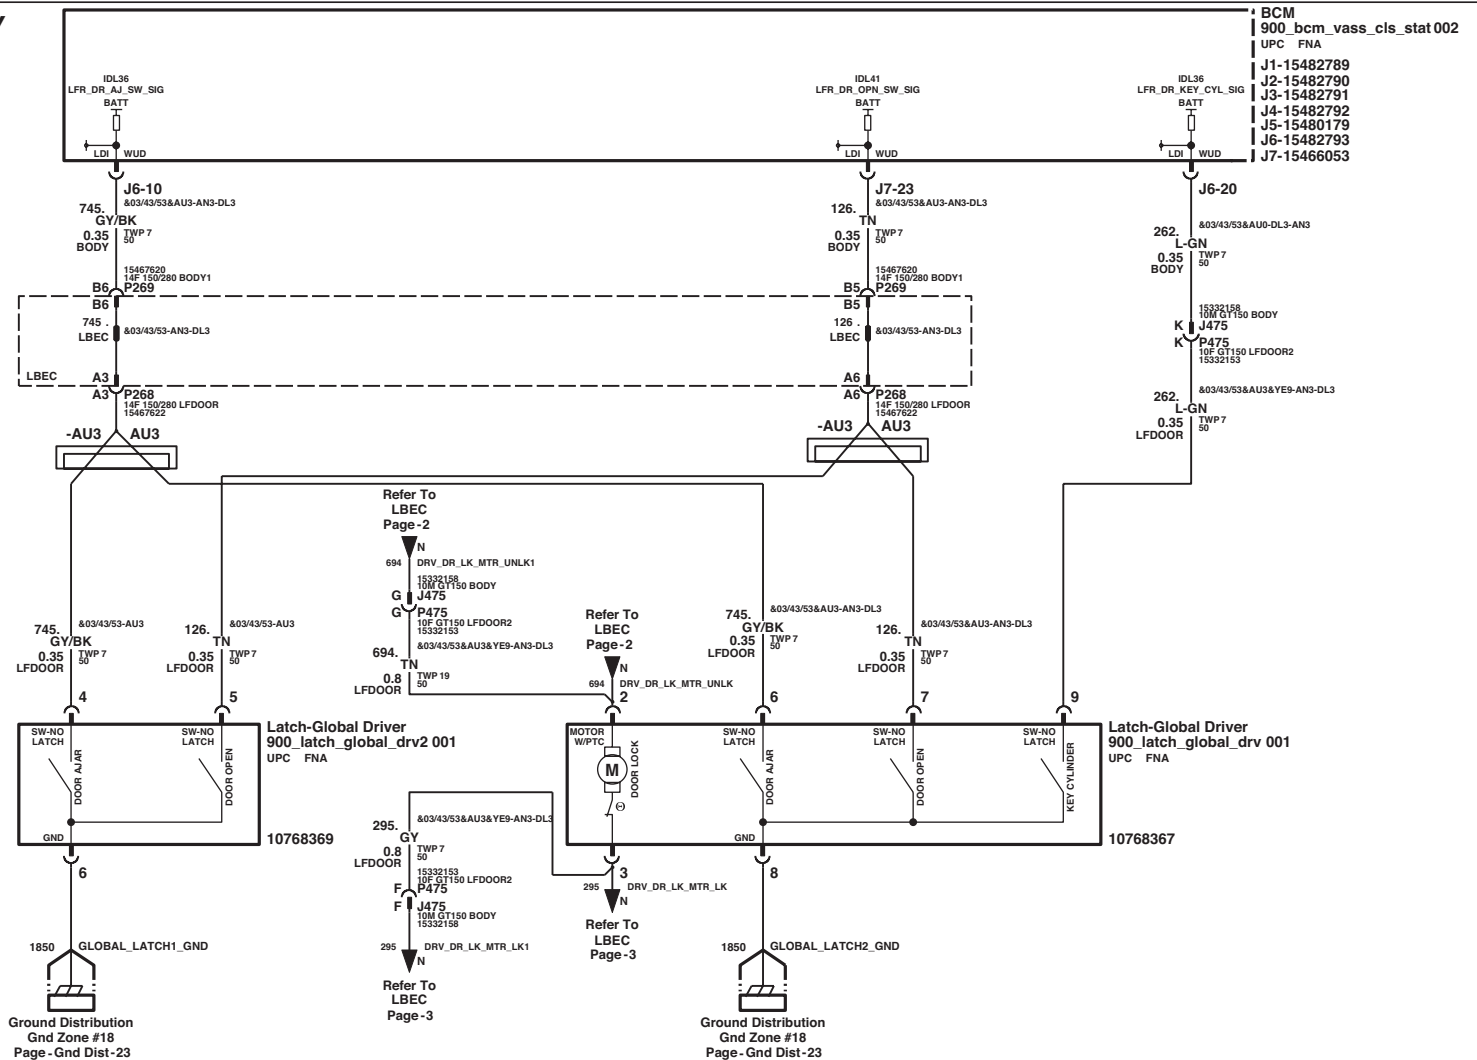 BCM
900_bcm_vass_cls_stat 002
UPC FNA
J1-15482789
J2-15482790
J3-15482791
J4-15482792
J5-15480179
J6-15482793
J7-15466053
IDL36
LFR_DR_AJ_SW_SIG
BATT
LDI WUD
IDL41
LFR_DR_OPN_SW_SIG
BATT
LDI WUD
IDL36
LFR_DR_KEY_CYL_SIG
BATT
LDI WUD
J6-10
&03/43/53&AU3-AN3-DL3
745.
GY/BK
0.35
BODY
TWP 7
50
15467620
14F 150/280 BODY1
B6 P269
B6
745 .
LBEC
&03/43/53-AN3-DL3
LBEC
A3
A3 P268
14F 150/280 LFDOOR
15467622
-AU3 AU3
J7-23
&03/43/53&AU3-AN3-DL3
126.
TN
0.35
BODY
TWP 7
50
15467620
14F 150/280 BODY1
B5 P269
B5
126 .
LBEC
&03/43/53-AN3-DL3
A6
A6 P268
14F 150/280 LFDOOR
15467622
-AU3 AU3
J6-20
&03/43/53&AU0-DL3-AN3
262.
L-GN
0.35
BODY
TWP 7
50
15332158
10M GT150 BODY
K J475
K P475
10F GT150 LFDOOR2
15332153
&03/43/53&AU3&YE9-AN3-DL3
262.
L-GN
0.35
LFDOOR
TWP 7
50
Refer To
LBEC
Page-2
N
694 DRV_DR_LK_MTR_UNLK1
15332158
10M GT150 BODY
G J475
G P475
10F GT150 LFDOOR2
15332153
&03/43/53&AU3&YE9-AN3-DL3
694.
TN
0.8
LFDOOR
TWP 19
50
Refer To
LBEC
Page-2
N
694 DRV_DR_LK_MTR_UNLK
2
745.
GY/BK
0.35
LFDOOR
&03/43/53-AU3
TWP 7
50
4
126.
TN
0.35
LFDOOR
&03/43/53-AU3
TWP 7
50
5
745.
GY/BK
0.35
LFDOOR
&03/43/53&AU3-AN3-DL3
TWP 7
50
6
126.
TN
0.35
LFDOOR
&03/43/53&AU3-AN3-DL3
TWP 7
50
7
9
SW-NO
LATCH
DOOR AJAR
SW-NO
LATCH
DOOR OPEN
GND
Latch-Global Driver
900_latch_global_drv2 001
UPC FNA
10768369
6
MOTOR
W/PTC
M
DOOR LOCK
SW-NO
LATCH
DOOR AJAR
SW-NO
LATCH
DOOR OPEN
SW-NO
LATCH
KEY CYLINDER
GND
Latch-Global Driver
900_latch_global_drv 001
UPC FNA
10768367
&03/43/53&AU3&YE9-AN3-DL3
295.
GY
0.8
LFDOOR
TWP 7
50
15332153
10F GT150 LFDOOR2
F P475
F J475
10M GT150 BODY
15332158
295 DRV_DR_LK_MTR_LK1
N
Refer To
LBEC
Page-3
3
295 DRV_DR_LK_MTR_LK
N
Refer To
LBEC
Page-3
8
1850 GLOBAL_LATCH1_GND
Ground Distribution
Gnd Zone #18
Page-Gnd Dist-23
1850 GLOBAL_LATCH2_GND
Ground Distribution
Gnd Zone #18
Page-Gnd Dist-23